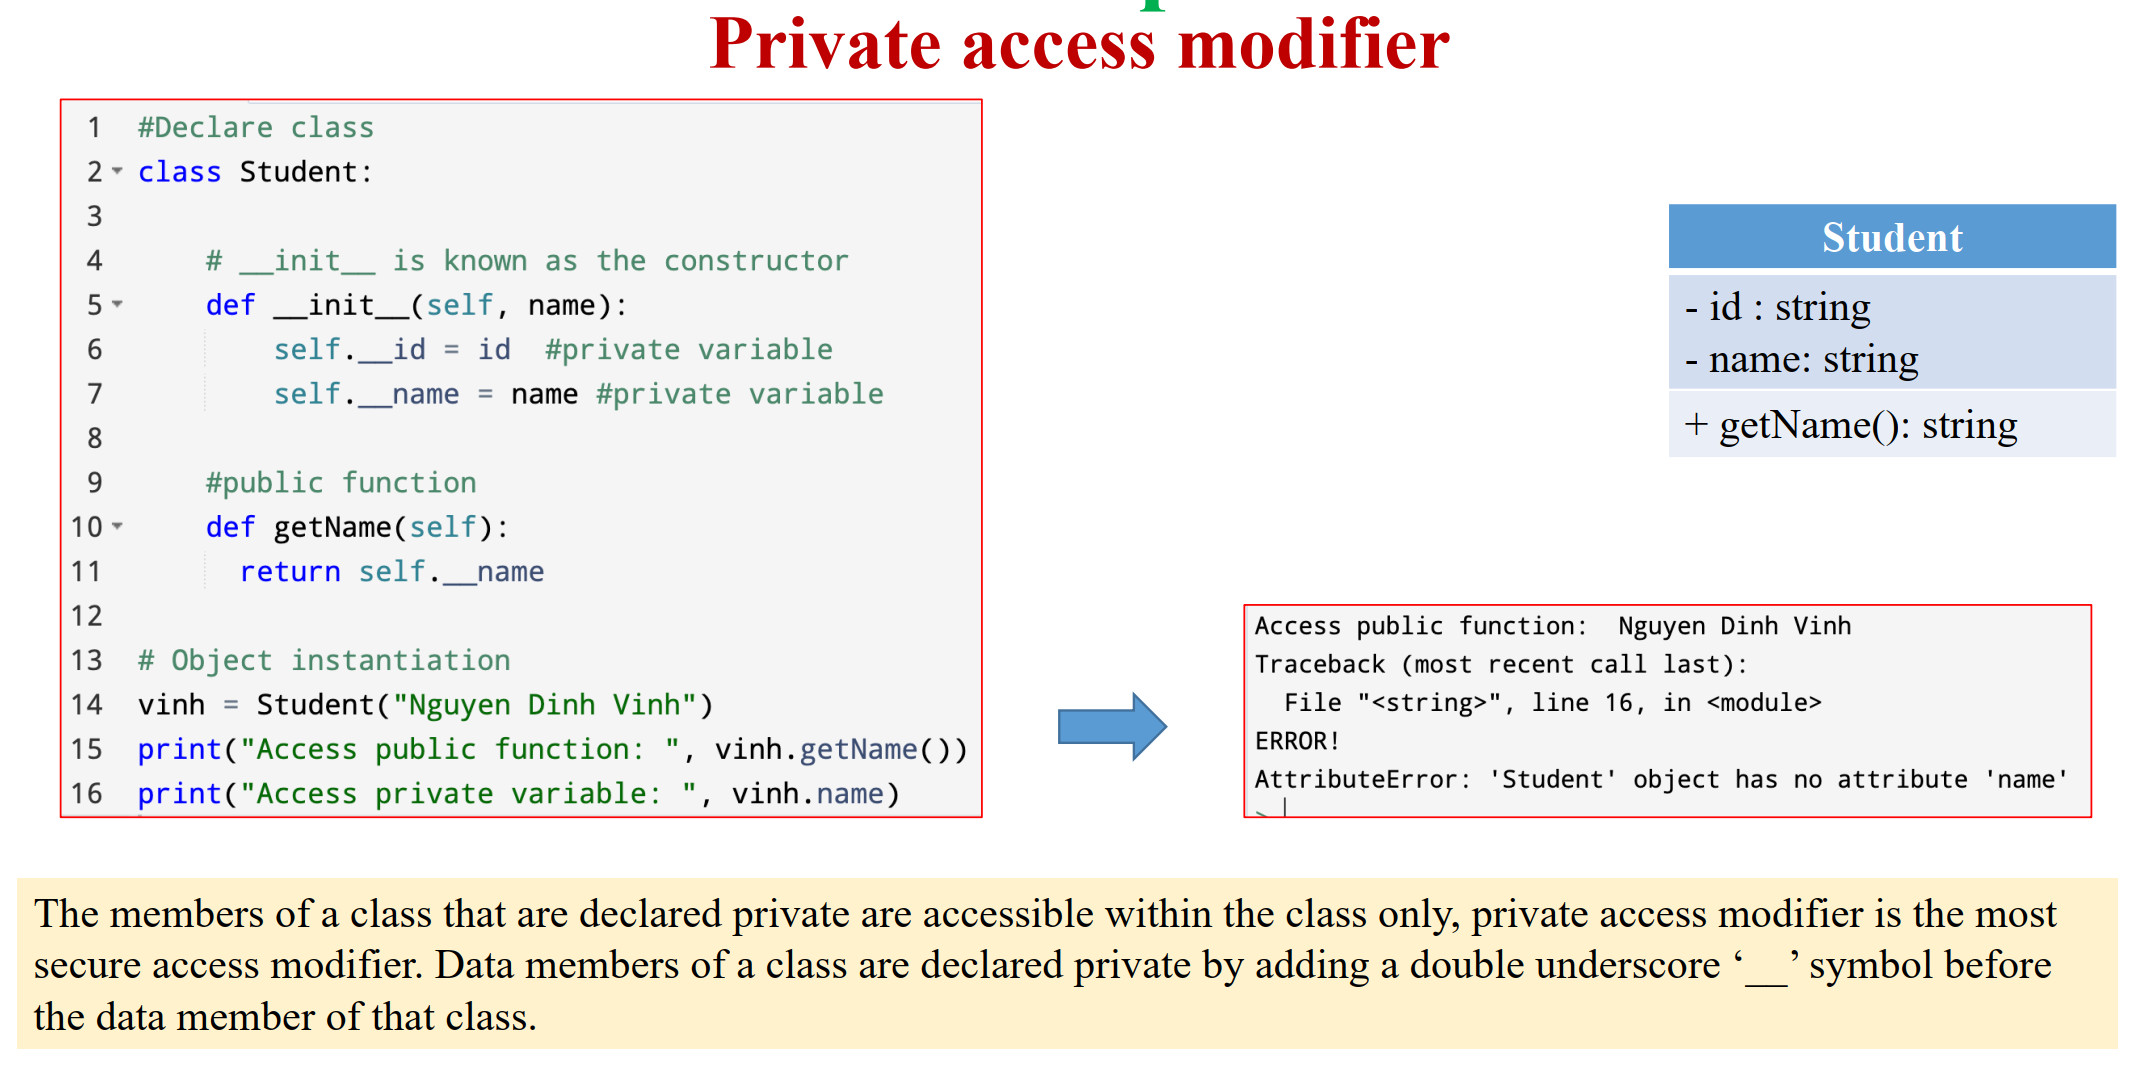 Private access modifier
1 #Declare class
2 class Student:
3
4 # __init__ is known as the constructor
5 def __init__(self, name):
6 self.__id = id #private variable
7 self.__name = name #private variable
8
9 #public function
10 def getName(self):
11 return self.__name
12
13 # Object instantiation
14 vinh = Student("Nguyen Dinh Vinh")
15 print("Access public function: ", vinh.getName())
16 print("Access private variable: ", vinh.name)
Student
- id : string
- name: string
+ getName(): string
Access public function:  Nguyen Dinh Vinh
Traceback (most recent call last):
File "<string>", line 16, in <module>
ERROR!
AttributeError: 'Student' object has no attribute 'name'
>
The members of a class that are declared private are accessible within the class only, private access modifier is the most
secure access modifier. Data members of a class are declared private by adding a double underscore ‘__’ symbol before
the data member of that class.